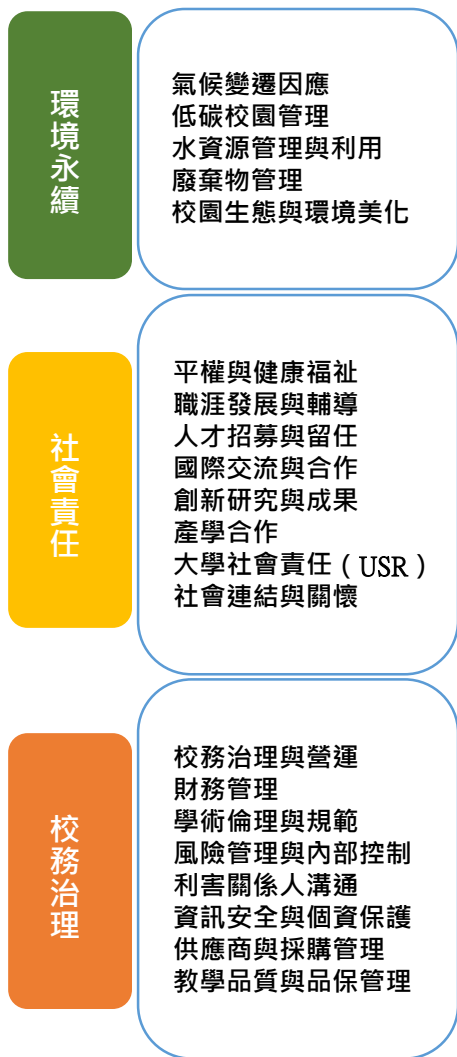 環境永續
氣候變遷因應
低碳校園管理
水資源管理與利用
廢棄物管理
校園生態與環境美化
社會責任
平權與健康福祉
職涯發展與輔導
人才招募與留任
國際交流與合作
創新研究與成果
產學合作
大學社會責任（USR）
社會連結與關懷
校務治理
校務治理與營運
財務管理
學術倫理與規範
風險管理與內部控制
利害關係人溝通
資訊安全與個資保護
供應商與採購管理
教學品質與品保管理